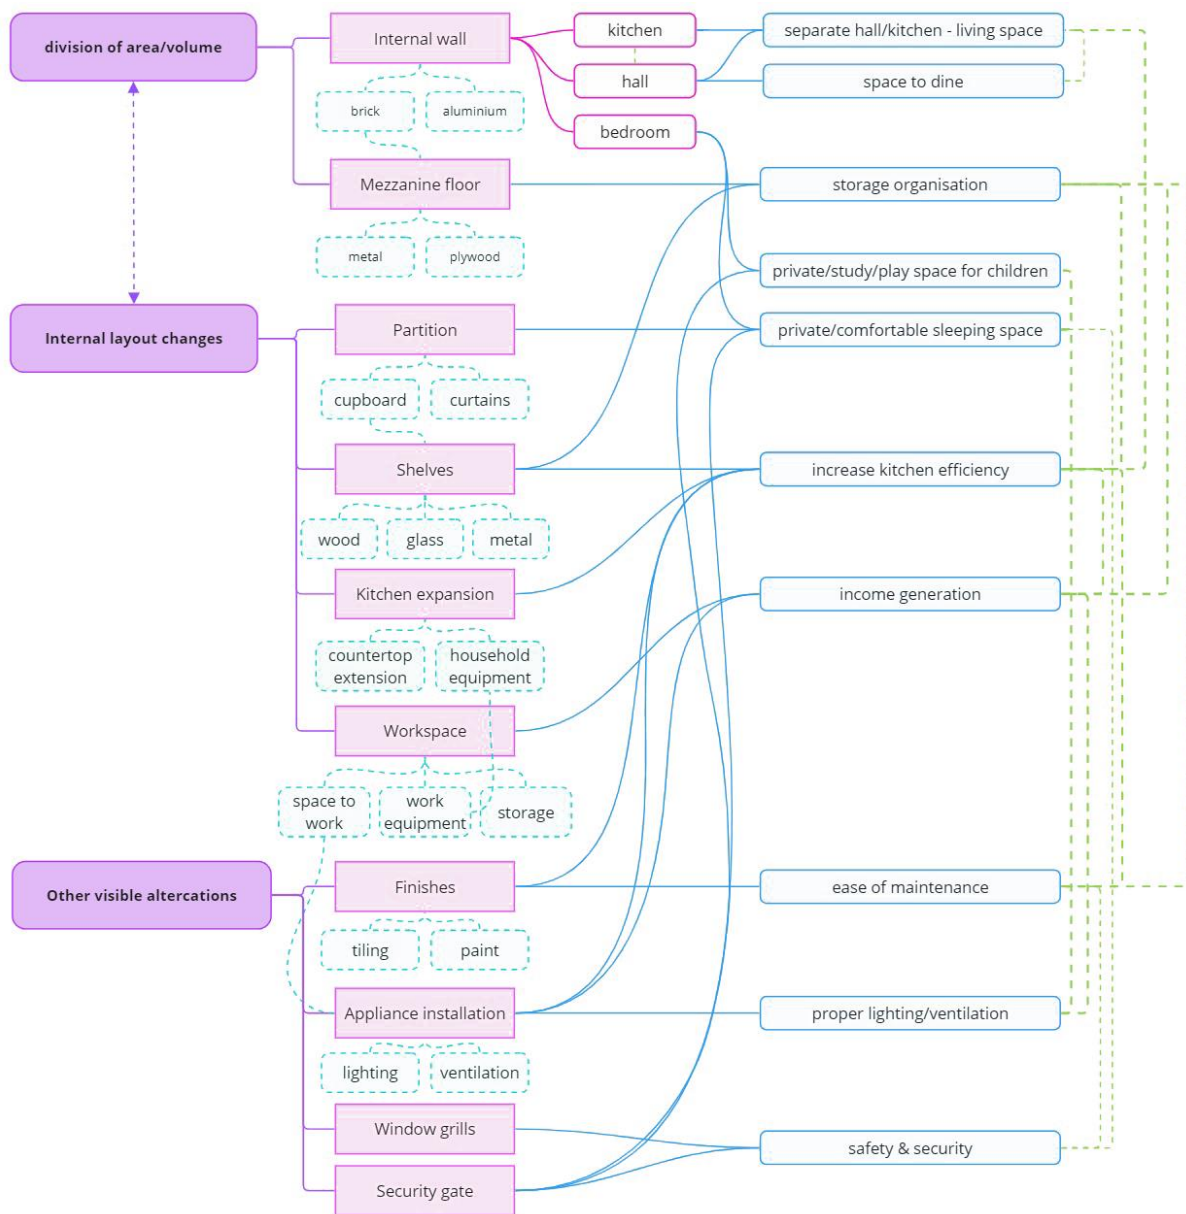 division of area/volume
Internal wall
kitchen
separate hall/kitchen - living space
hall
space to dine
brick
aluminium
bedroom
Mezzanine floor
storage organisation
metal
plywood
private/study/play space for children
Internal layout changes
Partition
private/comfortable sleeping space
cupboard
curtains
Shelves
increase kitchen efficiency
wood
glass
metal
Kitchen expansion
income generation
countertop
extension
household
equipment
Workspace
space to
work
work
equipment
storage
Other visible altercations
Finishes
ease of maintenance
tiling
paint
Appliance installation
proper lighting/ventilation
lighting
ventilation
Window grills
safety & security
Security gate